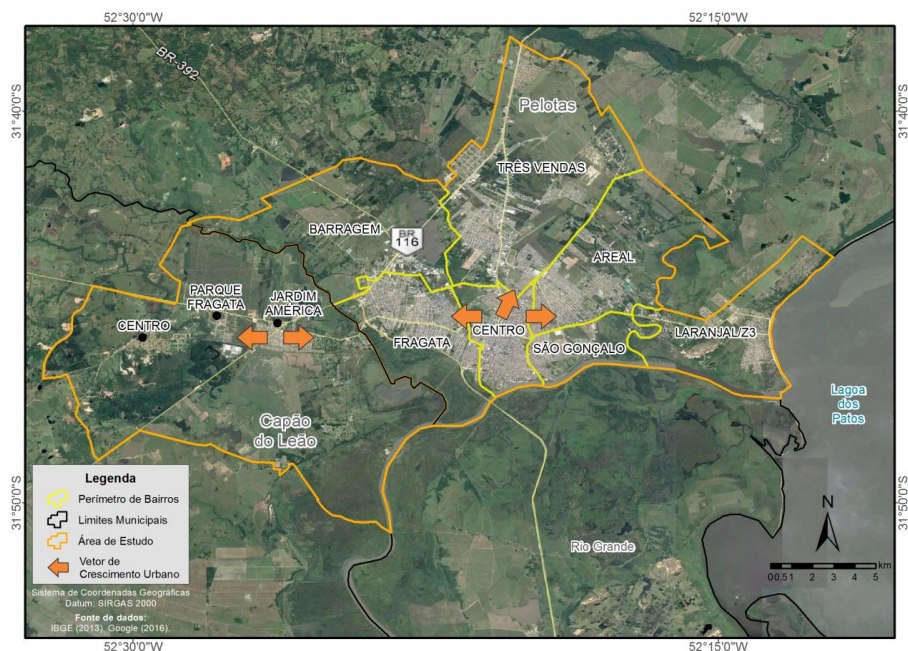 52°30'0"W
52°15'0"W
31°40'0"S
31°40'0"S
BR-392
Pelotas
TRÊS VENDAS
BARRAGEM
BR
116
AREAL
PARQUE
FRAGATA
JARDIM
AMÉRICA
CENTRO
CENTRO
FRAGATA
SÃO GONÇALO
LARANJAL/Z3
Lagoa
dos
Patos
Capão
do Leão
31°50'0"S
31°50'0"S
Rio Grande
N
00,51 2 3 4 5
km
Legenda
Perímetro de Bairros
Limites Municipais
Área de Estudo
Vetor de
Crescimento Urbano
Sistema de Coordenadas Geográficas
Datum: SIRGAS 2000
Fonte de dados:
IBGE (2013), Google (2016).
52°30'0"W
52°15'0"W